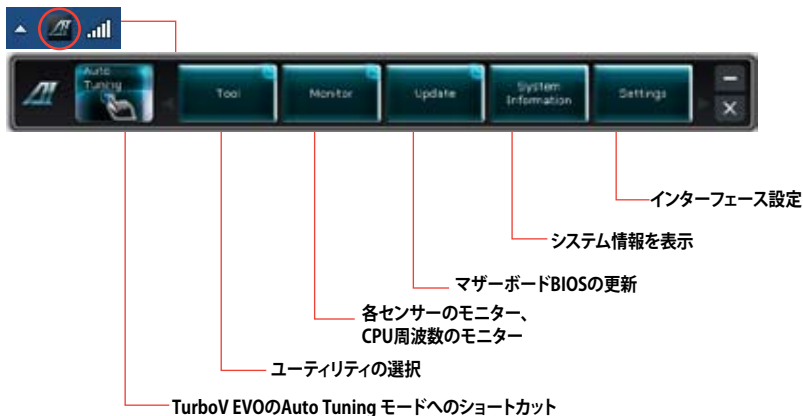 Auto
Tuning
Tool
Monitor
Update
System
Information
Settings
インターフェース設定
システム情報を表示
マザーボードBIOSの更新
各センサーのモニター、
CPU周波数のモニター
ユーティリティの選択
TurboV EVOのAuto Tuning モードへのショートカット